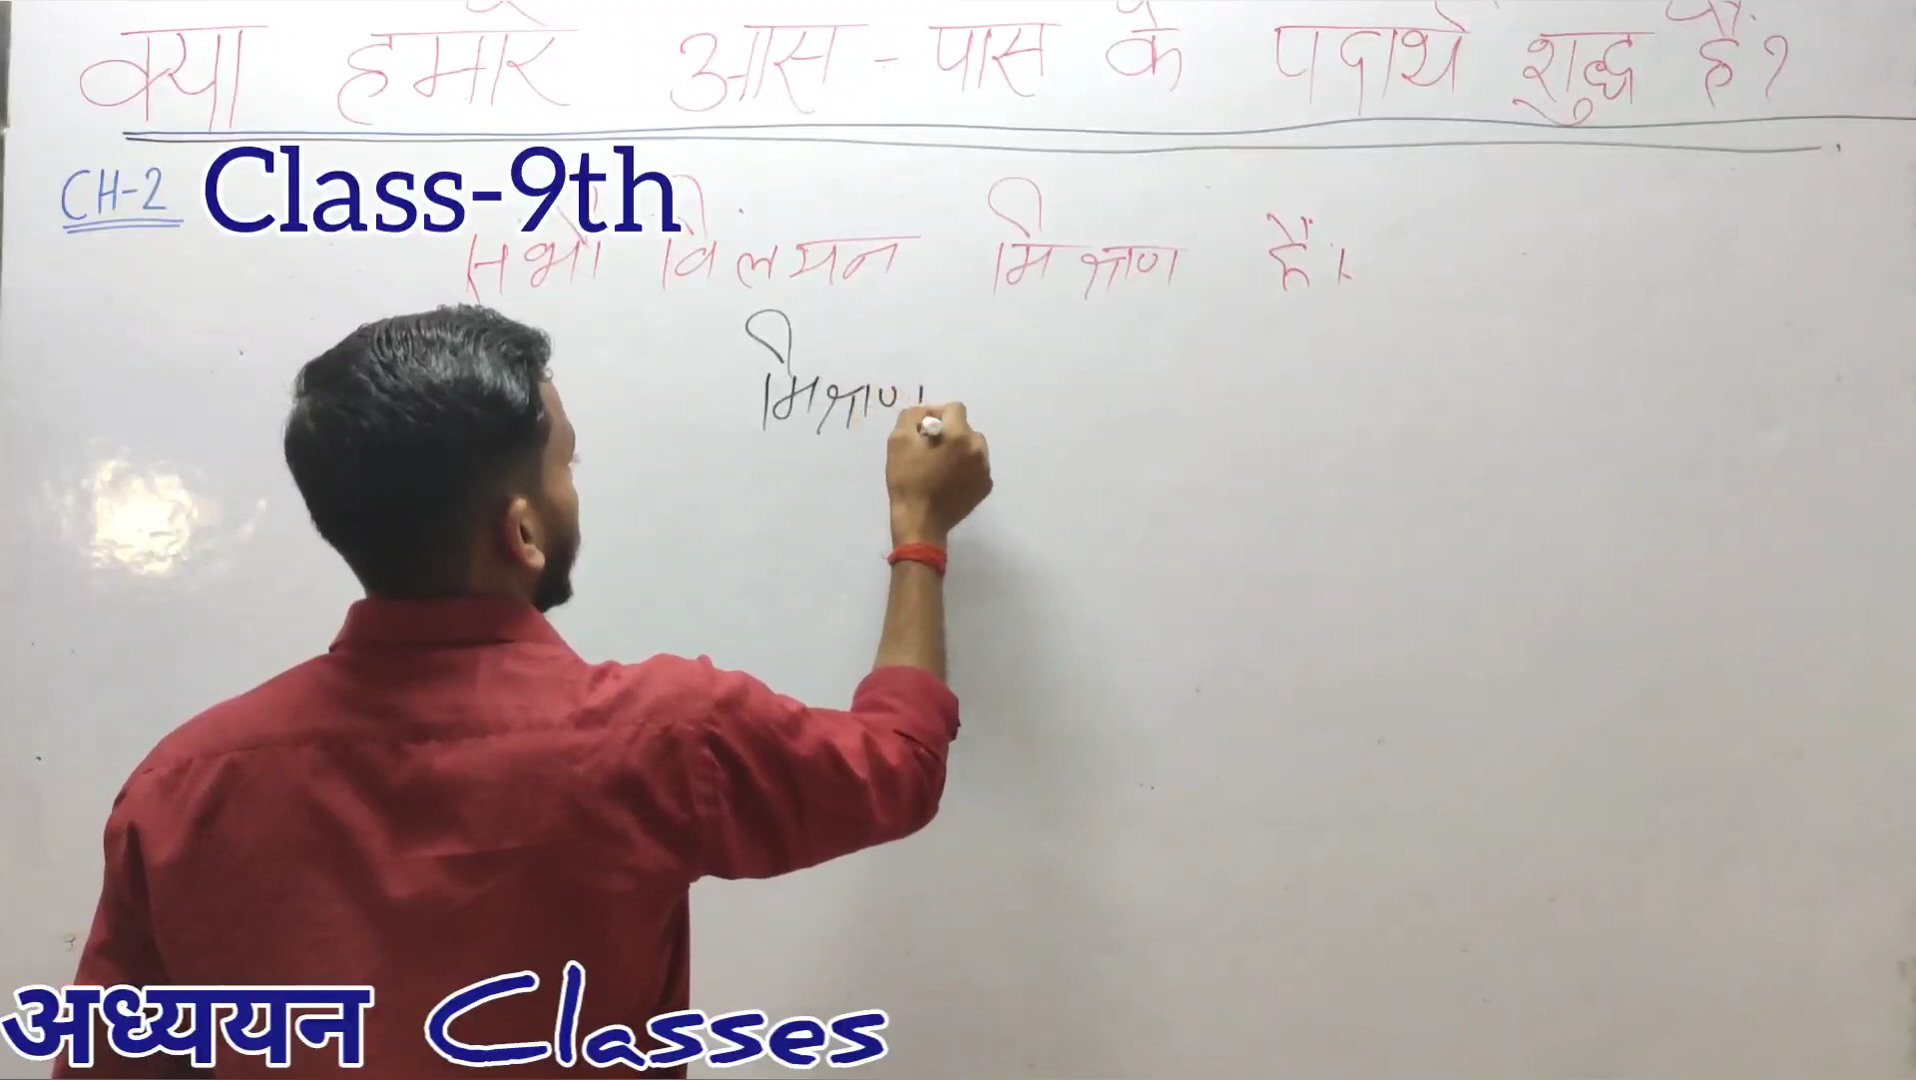 क्या हमारे आस-पास के पदार्थ शुद्ध हैं?
CH-2 Class-9th
सभी विलयन मिश्रण हैं।
मिश्रण
अध्ययन Classes